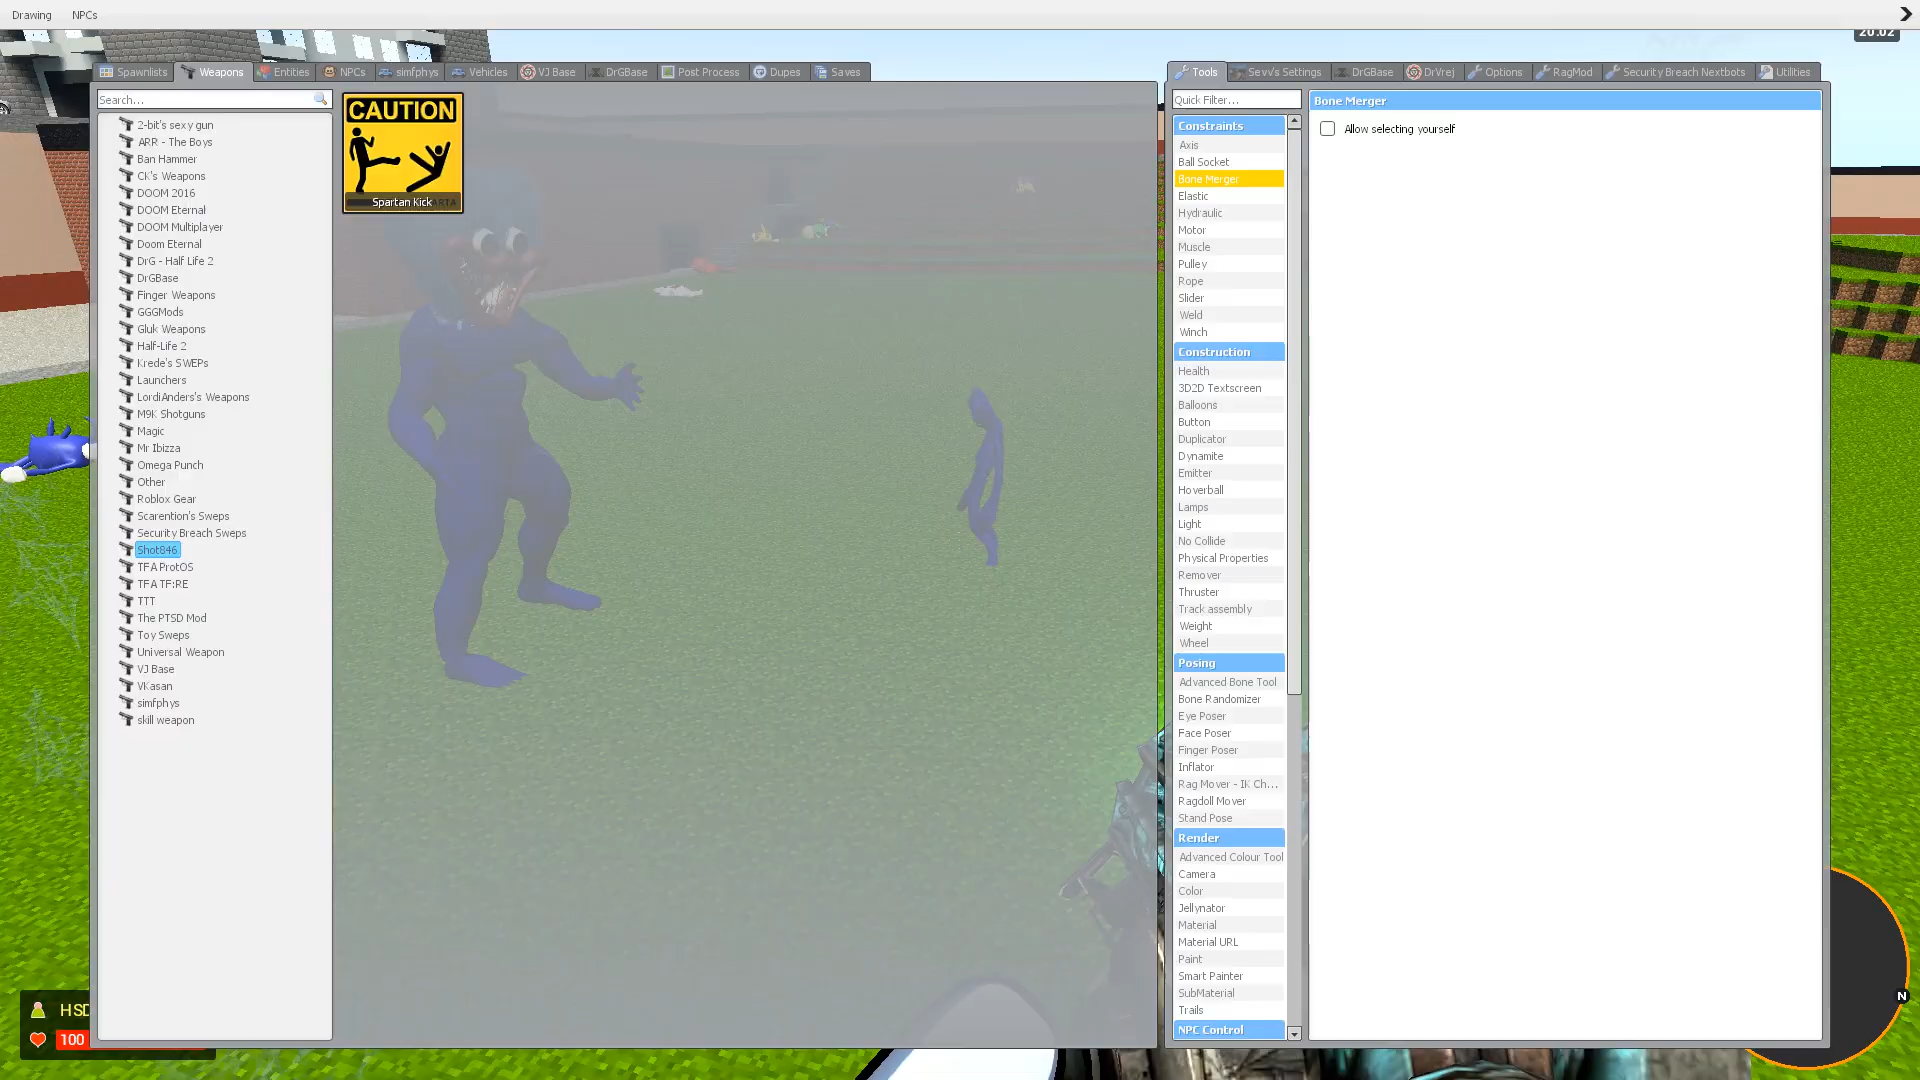 Drawing NPCs
20:02
Spawnlists Weapons Entities NPCs simfphys Vehicles VJ Base DrGBase Post Process Dupes Saves
Tools Sevv's Settings DrGBase DrVrej Options RagMod Security Breach Nextbots Utilities
Search...
2-bit's sexy gun
ARR - The Boys
Ban Hammer
CK's Weapons
DOOM 2016
DOOM Eternal
DOOM Multiplayer
Doom Eternal
DrG - Half Life 2
DrGBase
Finger Weapons
GGGMods
Gluk Weapons
Half-Life 2
Krede's SWEPs
Launchers
LordiAnders's Weapons
M9K Shotguns
Magic
Mr Ibizza
Omega Punch
Other
Roblox Gear
Scarention's Sweps
Security Breach Sweps
Shot846
TFA ProtOS
TFA TF:RE
TTT
The PTSD Mod
Toy Sweps
Universal Weapon
VJ Base
VKasan
simfphys
skill weapon
CAUTION
Spartan Kick
Quick Filter...
Constraints
Axis
Ball Socket
Bone Merger
Elastic
Hydraulic
Motor
Muscle
Pulley
Rope
Slider
Weld
Winch
Construction
Health
3D2D Textscreen
Balloons
Button
Duplicator
Dynamite
Emitter
Hoverball
Lamps
Light
No Collide
Physical Properties
Remover
Thruster
Track assembly
Weight
Wheel
Posing
Advanced Bone Tool
Bone Randomizer
Eye Poser
Face Poser
Finger Poser
Inflator
Rag Mover - IK Ch...
Ragdoll Mover
Stand Pose
Render
Advanced Colour Tool
Camera
Color
Jellynator
Material
Material URL
Paint
Smart Painter
SubMaterial
Trails
NPC Control
Bone Merger
Allow selecting yourself
HSD
100
N